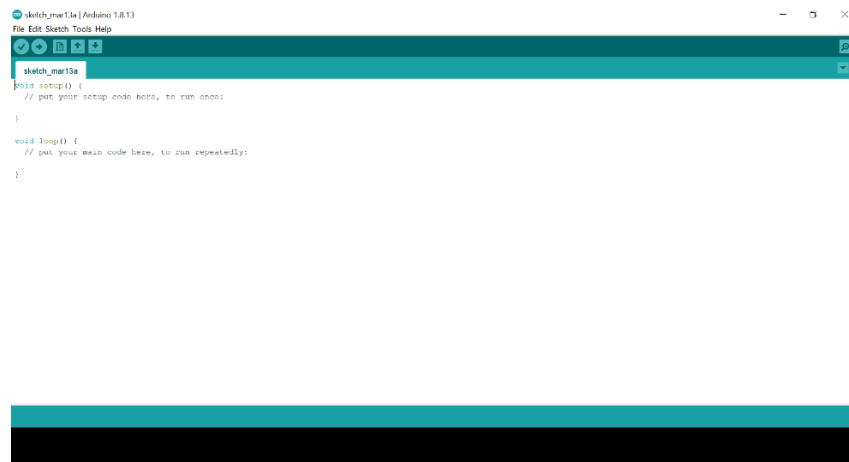 sketch_mar13a | Arduino 1.8.13
File Edit Sketch Tools Help
sketch_mar13a
void setup() {
  // put your setup code here, to run once:
}
void loop() {
  // put your main code here, to run repeatedly:
}